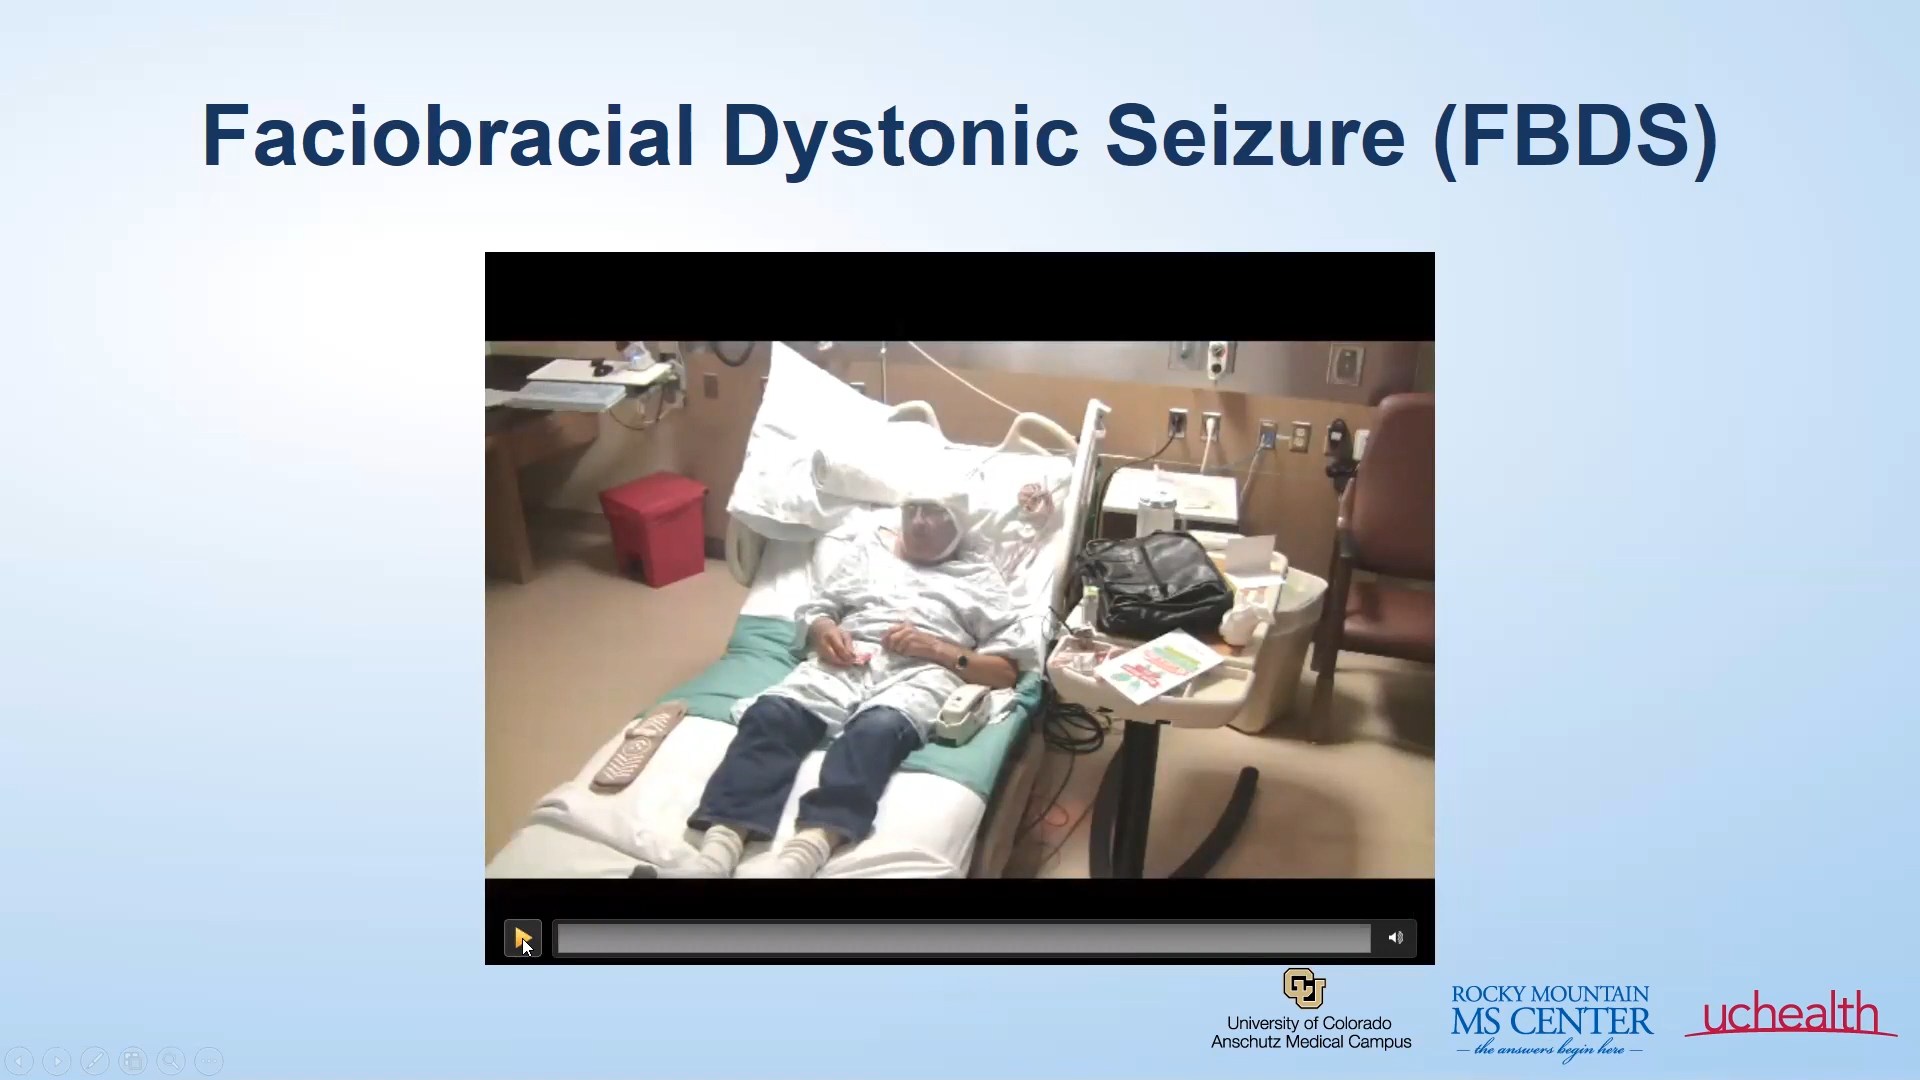 Faciobracial Dystonic Seizure (FBDS)
University of Colorado
Anschutz Medical Campus
ROCKY MOUNTAIN
MS CENTER
— the answers begin here —
uchealth